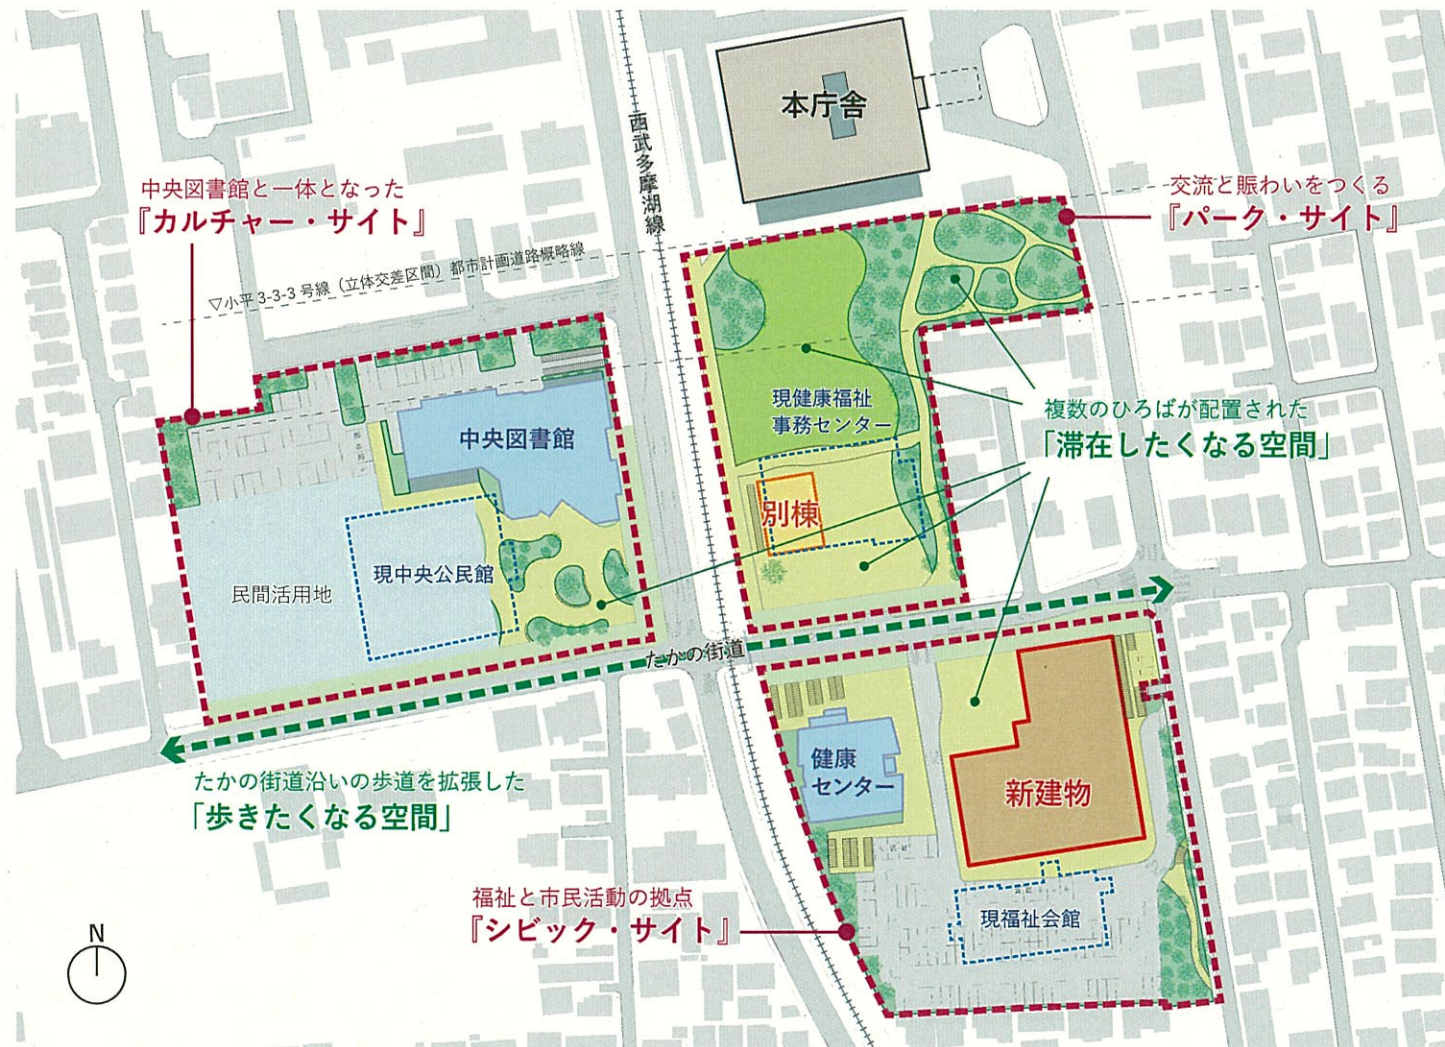 本庁舎
西武多摩湖線
中央図書館と一体となった
『カルチャー・サイト』
交流と賑わいをつくる
『パーク・サイト』
▽小平 3-3-3 号線（立体交差区間）都市計画道路概略線
現健康福祉
事務センター
複数のひろばが配置された
「滞在したくなる空間」
中央図書館
別棟
現中央公民館
民間活用地
たかの街道
たかの街道沿いの歩道を拡張した
「歩きたくなる空間」
健康
センター
新建物
福祉と市民活動の拠点
『シビック・サイト』
現福祉会館
N